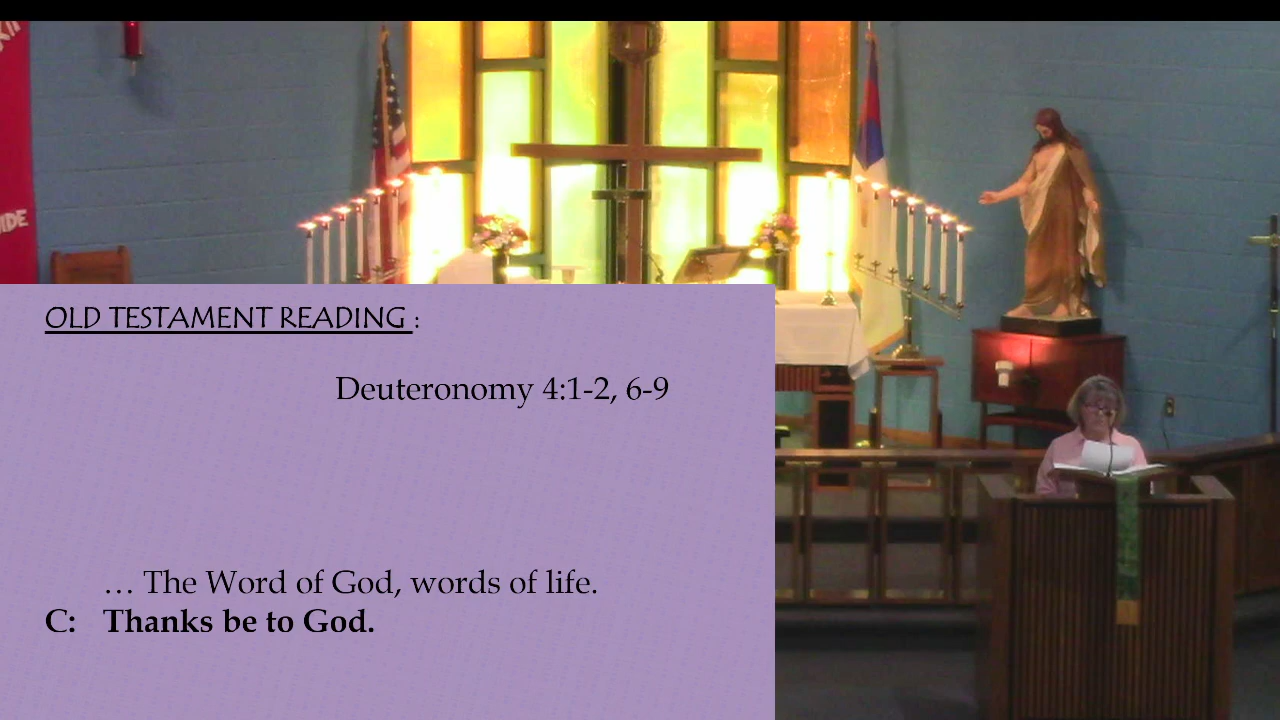 IDE
OLD TESTAMENT READING :
Deuteronomy 4:1-2, 6-9
… The Word of God, words of life.
C: Thanks be to God.